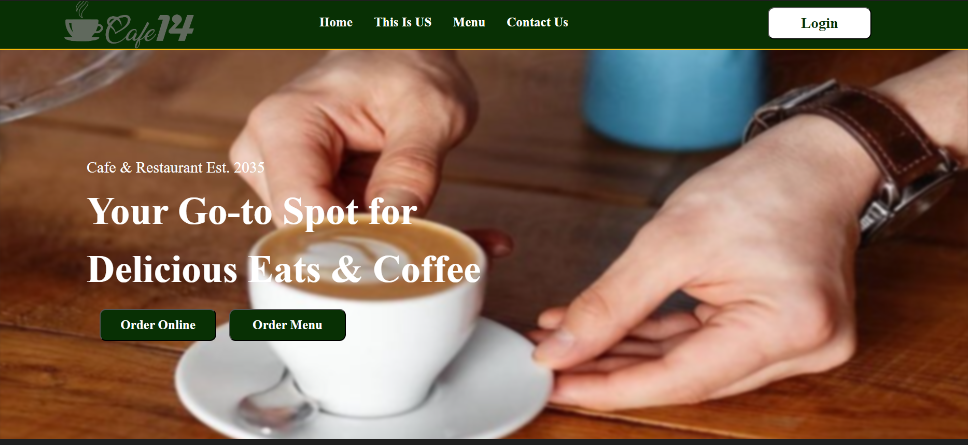 Cafe14
Home This Is US Menu Contact Us
Login
Cafe & Restaurant Est. 2035
Your Go-to Spot for
Delicious Eats & Coffee
Order Online Order Menu